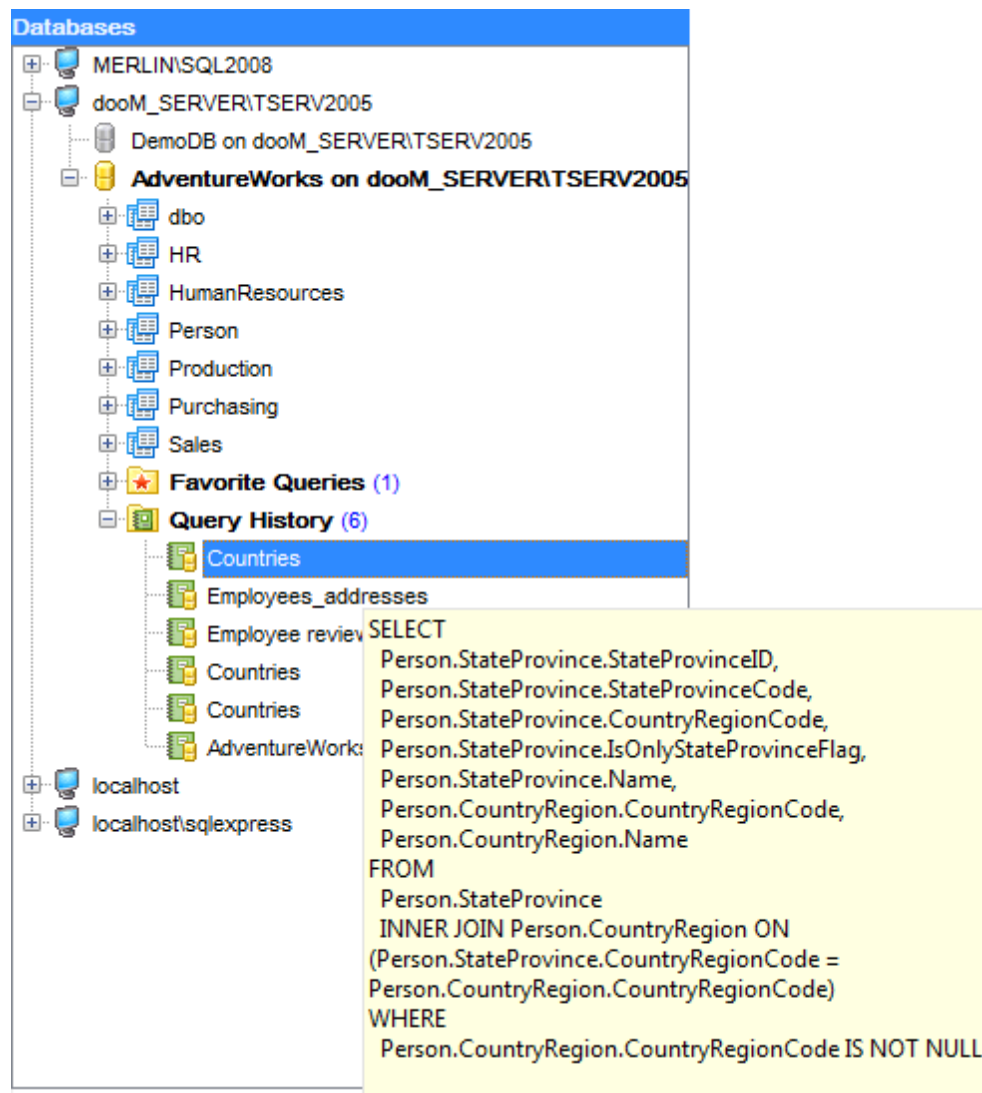 Databases
MERLIN\SQL2008
dooM_SERVER\TSERV2005
DemoDB on dooM_SERVER\TSERV2005
AdventureWorks on dooM_SERVER\TSERV2005
dbo
HR
HumanResources
Person
Production
Purchasing
Sales
Favorite Queries (1)
Query History (6)
Countries
Employees_addresses
Employee review
Countries
Countries
AdventureWorks
localhost
localhost\sqlexpress
SELECT
Person.StateProvince.StateProvinceID,
Person.StateProvince.StateProvinceCode,
Person.StateProvince.CountryRegionCode,
Person.StateProvince.IsOnlyStateProvinceFlag,
Person.StateProvince.Name,
Person.CountryRegion.CountryRegionCode,
Person.CountryRegion.Name
FROM
Person.StateProvince
INNER JOIN Person.CountryRegion ON
(Person.StateProvince.CountryRegionCode =
Person.CountryRegion.CountryRegionCode)
WHERE
Person.CountryRegion.CountryRegionCode IS NOT NULL